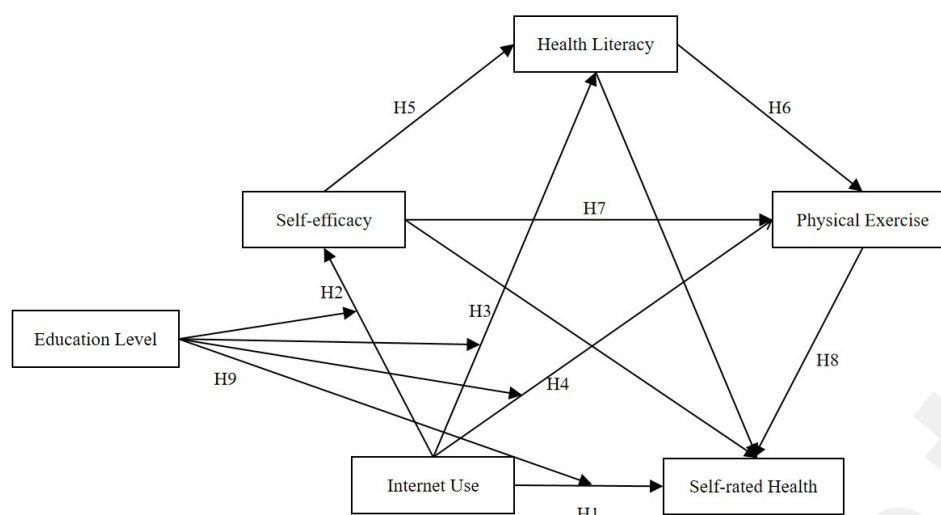 Health Literacy
H5
H6
Self-efficacy
H7
Physical Exercise
H2
H3
Education Level
H9
H4
H8
Internet Use
Self-rated Health
H1